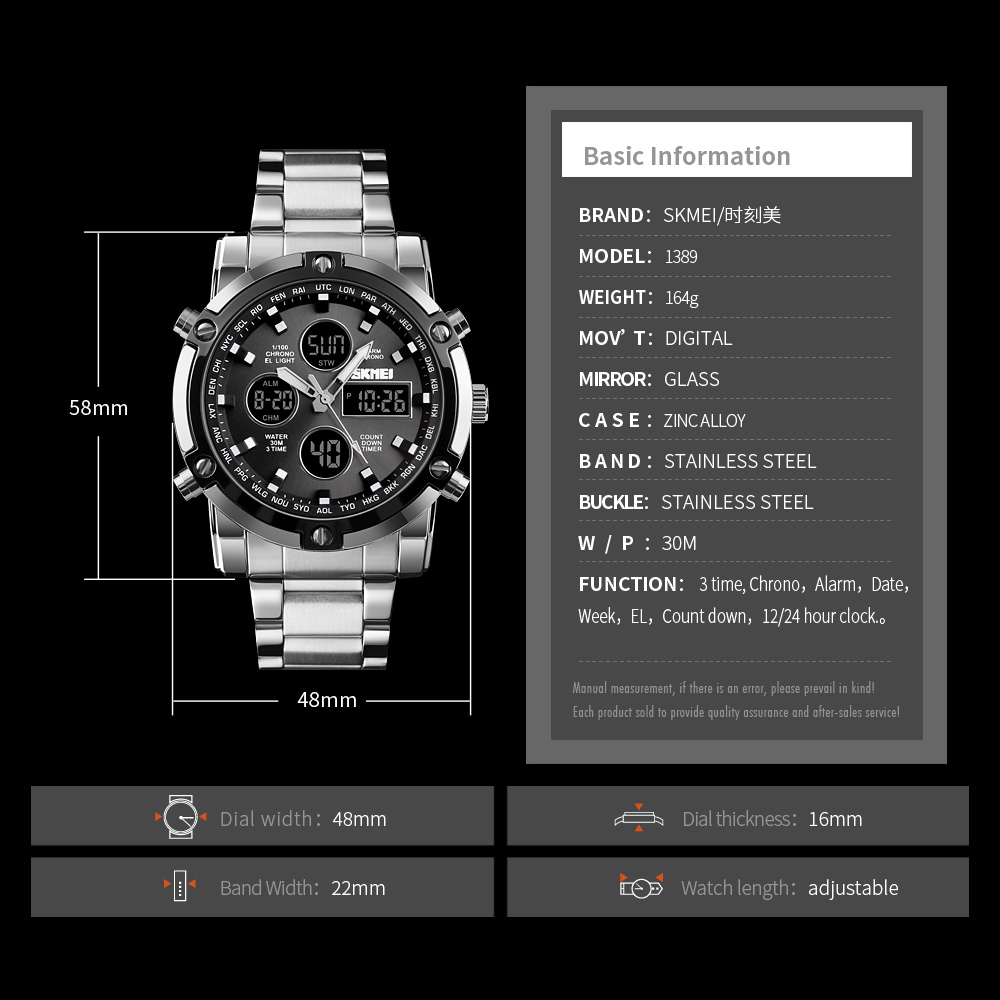 Basic Information
BRAND： SKMEI/时刻美
MODEL： 1389
WEIGHT： 164g
MOV’ T： DIGITAL
MIRROR： GLASS
CASE： ZINC ALLOY
BAND： STAINLESS STEEL
BUCKLE： STAINLESS STEEL
W / P ： 30M
FUNCTION： 3 time, Chrono，Alarm，Date，
Week，EL，Count down，12/24 hour clock.。
Manual measurement, if there is an error, please prevail in kind!
Each product sold to provide quality assurance and after-sales service!
58mm
48mm
UTC LON PAR ATH JED THR DXB KBL KHI DEL DAC RGN BKK HKG TYO AOL SYD NOU WLG PPG HNL ANC LAX DEN CHI NYC SCL RIO FEN RAI
1/100
CHRONO
EL LIGHT
SUN
STW
SKMEI
ALM
8-20
CHM
P 10:26
WATER
30M
3 TIME
40
COUNT
DOWN
TIMER
Dial width： 48mm
Dial thickness： 16mm
Band Width： 22mm
Watch length： adjustable